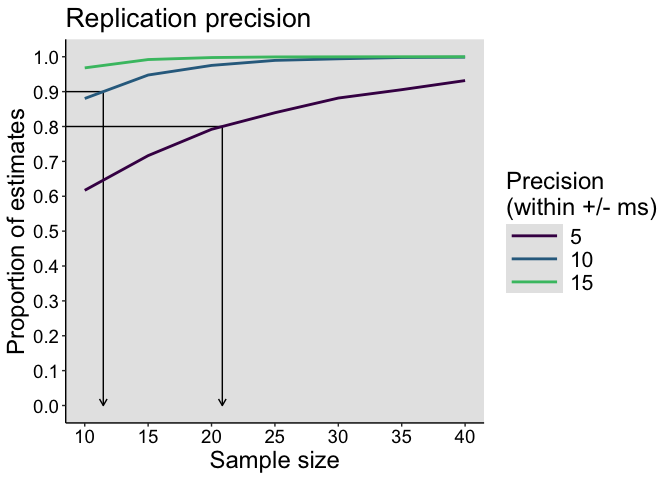 Replication precision
Proportion of estimates
1.0
0.9
0.8
0.7
0.6
0.5
0.4
0.3
0.2
0.1
0.0
10 15 20 25 30 35 40
Sample size
Precision
(within +/- ms)
5
10
15